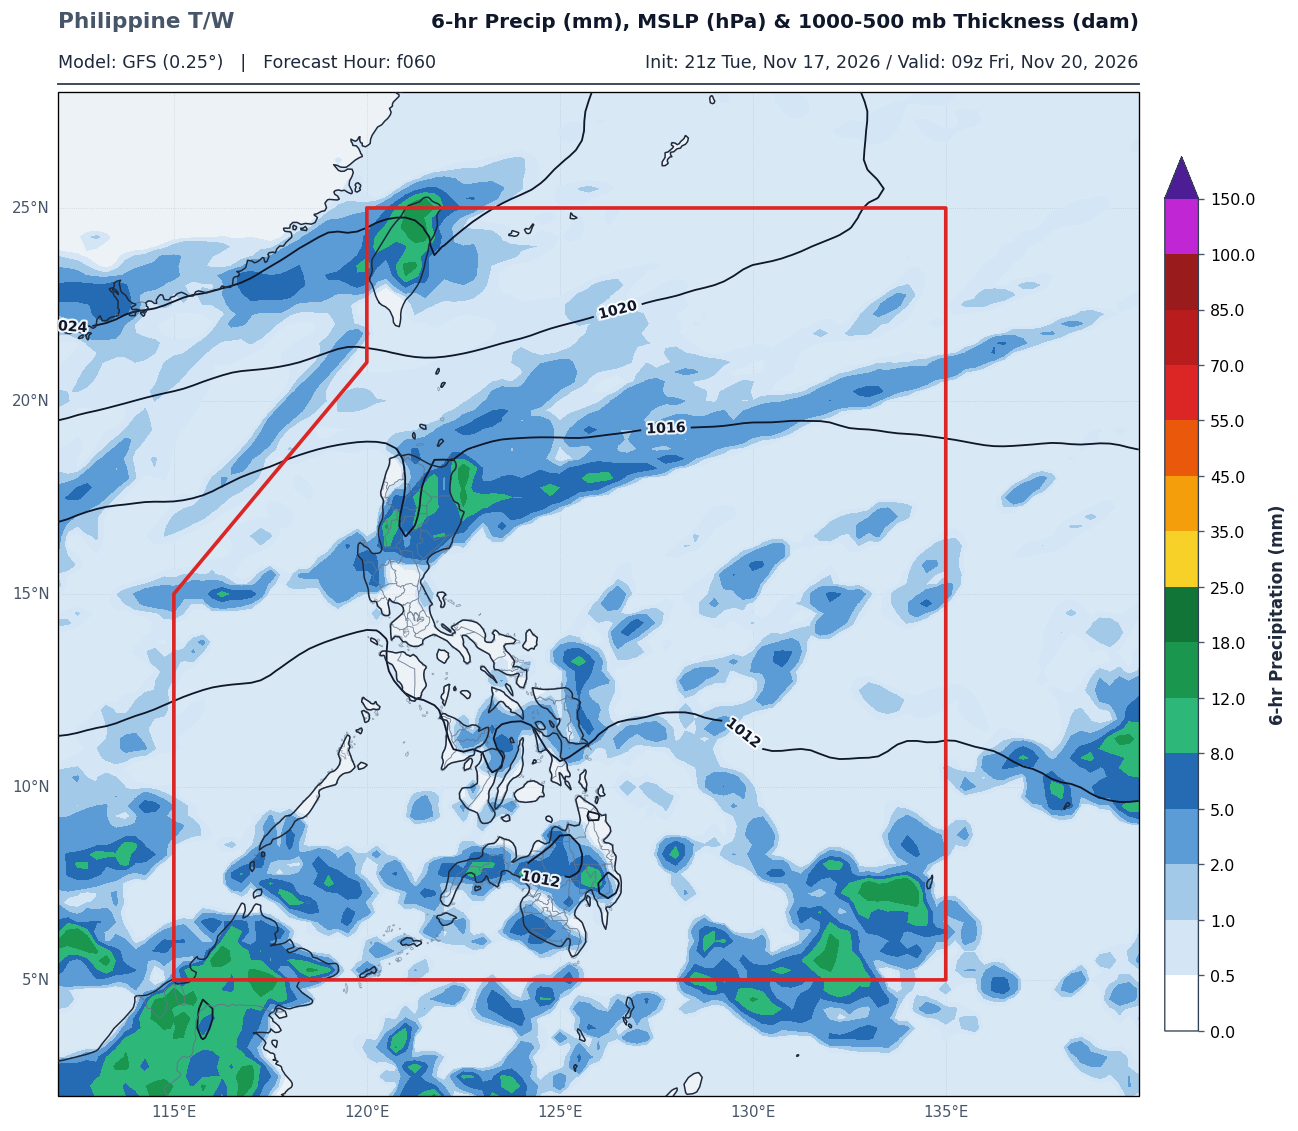 Philippine T/W
6-hr Precip (mm), MSLP (hPa) & 1000-500 mb Thickness (dam)
Model: GFS (0.25°) | Forecast Hour: f060
Init: 21z Tue, Nov 17, 2026 / Valid: 09z Fri, Nov 20, 2026
25°N
20°N
15°N
10°N
5°N
115°E
120°E
125°E
130°E
135°E
024
1020
1016
1012
1012
150.0
100.0
85.0
70.0
55.0
45.0
35.0
25.0
18.0
12.0
8.0
5.0
2.0
1.0
0.5
0.0
6-hr Precipitation (mm)